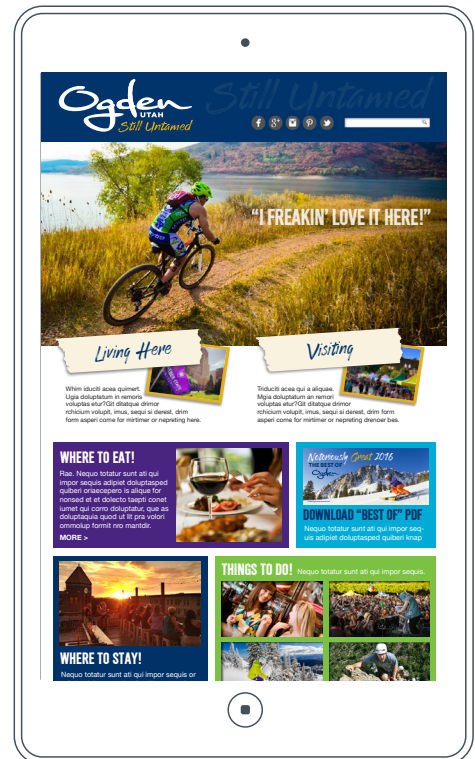 Still Untamed
Ogden
UTAH
Still Untamed
"I FREAKIN' LOVE IT HERE!"
Living Here
Whim iduciti acea quimert.
Ugia doluptatum in remoris
voluptas etur?Git ditatque drimor
rchicium volupit, imus, sequi si derest, drim
form asperi come for mirtimer or nepreting here.
Visiting
Triduciti acea qui a aliquae.
Mgia doluptatum si derest
voluptas etur?Git ditatque drimor
rchicium volupit, imus, sequi si derest, drim form
asperi come for mirtimer or nepreting drenoer bes.
WHERE TO EAT!
Rae. Nequo totatur sunt ati qui
impor sequis adipiet doluptasped
quiberi oriaecepero is alique for
nonsed et et dolecto taepti conet
iumet qui corro doluptatur, que as
doluptaquia quod ut lit pra volori
ommolup formit nro mantdir.
MORE >
Notoriously Great 2016
THE BEST OF
Ogden
DOWNLOAD "BEST OF" PDF
Nequo totatur sunt ati qui impor seq-
uis adipiet doluptasped quiberi knap
WHERE TO STAY!
Nequo totatur sunt ati qui impor sequis or
THINGS TO DO! Nequo totatur sunt ati qui impor sequis.